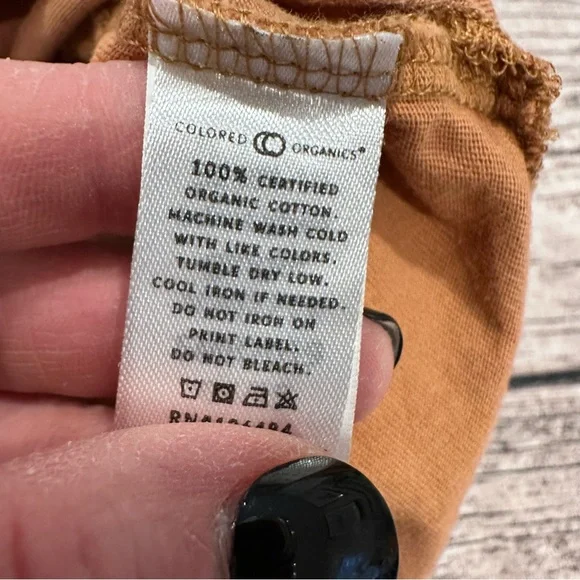 COLORED ORGANICS®
100% CERTIFIED
ORGANIC COTTON.
MACHINE WASH COLD
WITH LIKE COLORS.
TUMBLE DRY LOW.
COOL IRON IF NEEDED.
DO NOT IRON ON
PRINT LABEL.
DO NOT BLEACH.